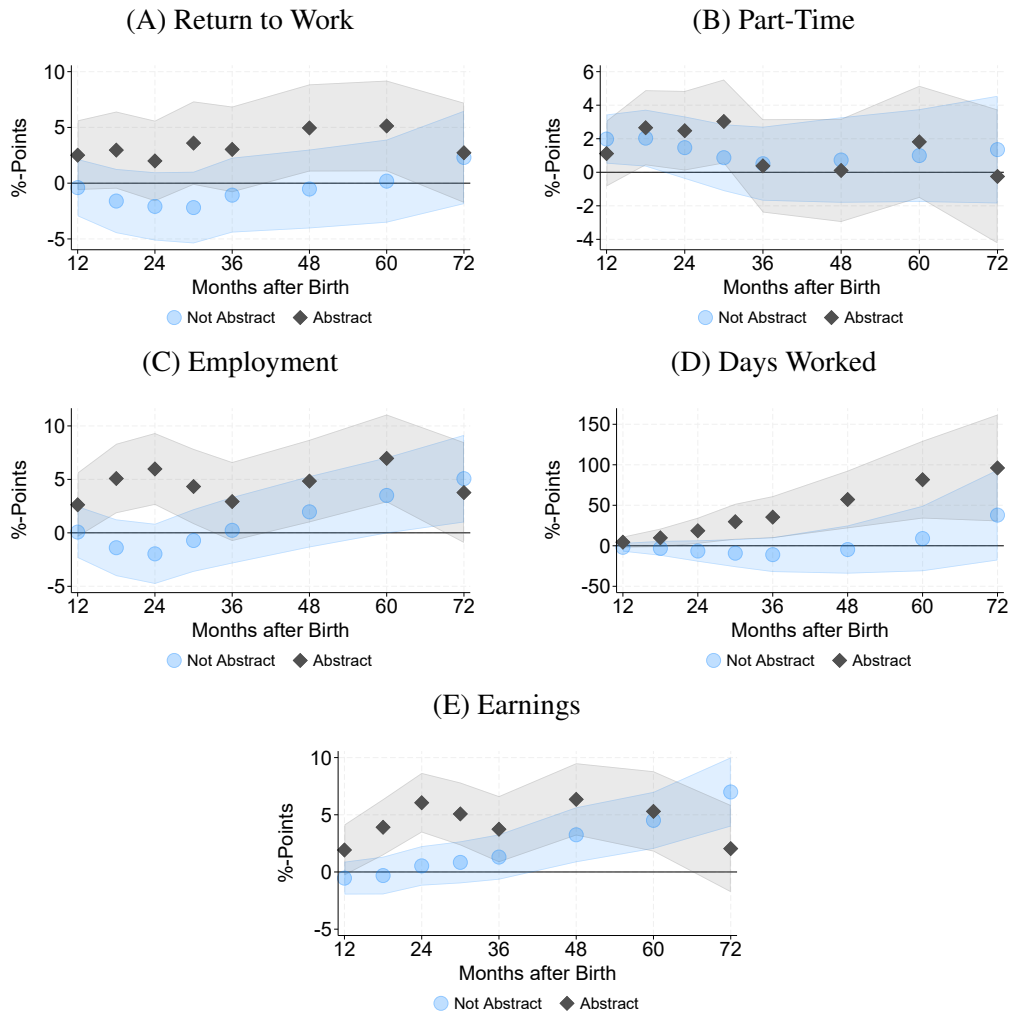 (A) Return to Work
(B) Part-Time
%-Points
10
5
0
-5
12 24 36 48 60 72
Months after Birth
Not Abstract Abstract
%-Points
6
4
2
0
-2
-4
12 24 36 48 60 72
Months after Birth
Not Abstract Abstract
(C) Employment
(D) Days Worked
%-Points
10
5
0
-5
12 24 36 48 60 72
Months after Birth
Not Abstract Abstract
%-Points
150
100
50
0
-50
12 24 36 48 60 72
Months after Birth
Not Abstract Abstract
(E) Earnings
%-Points
10
5
0
-5
12 24 36 48 60 72
Months after Birth
Not Abstract Abstract